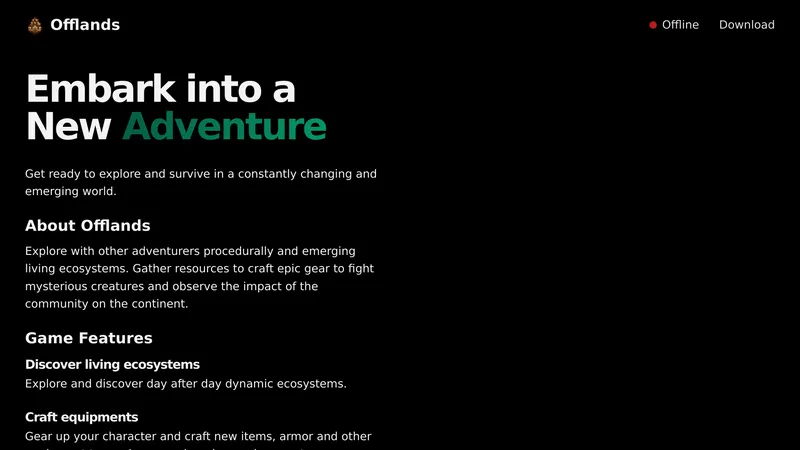 Offlands
Offline
Download
Embark into a
New Adventure
Get ready to explore and survive in a constantly changing and
emerging world.
About Offlands
Explore with other adventurers procedurally and emerging
living ecosystems. Gather resources to craft epic gear to fight
mysterious creatures and observe the impact of the
community on the continent.
Game Features
Discover living ecosystems
Explore and discover day after day dynamic ecosystems.
Craft equipments
Gear up your character and craft new items, armor and other